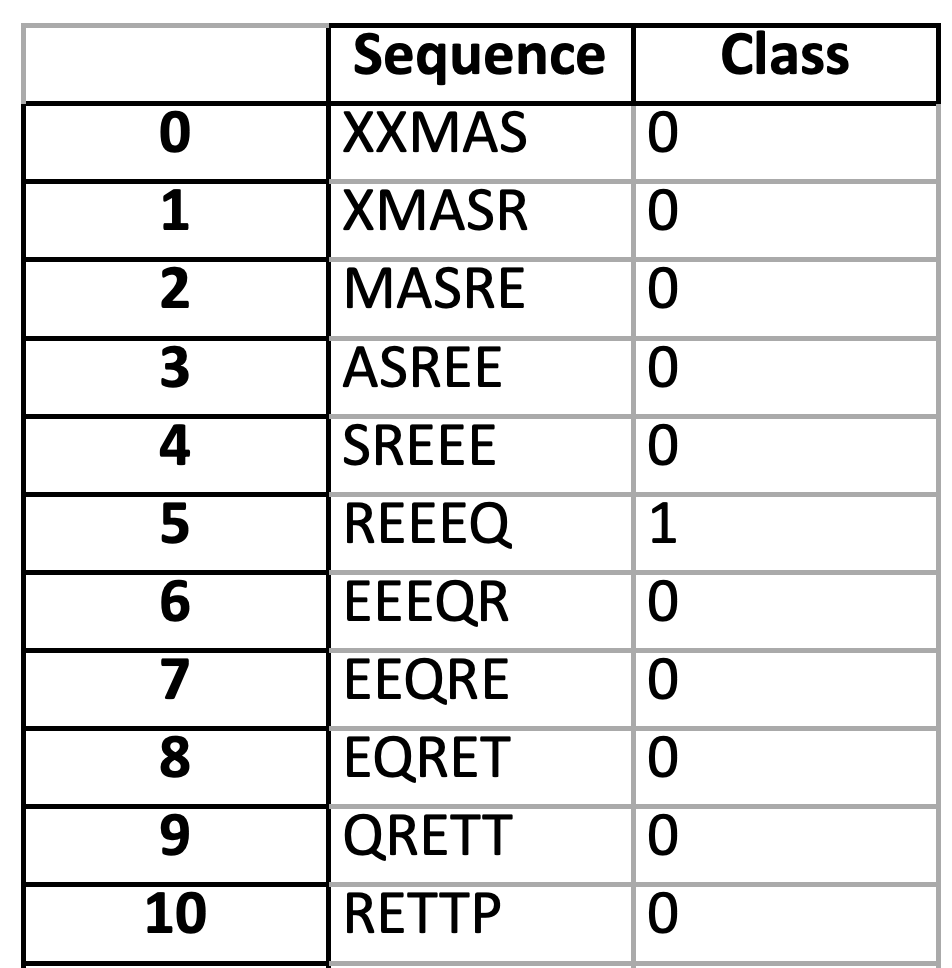 Sequence Class
0 XXMAS 0
1 XMASR 0
2 MASRE 0
3 ASREE 0
4 SREEE 0
5 REEEQ 1
6 EEEQR 0
7 EEQRE 0
8 EQRET 0
9 QRETT 0
10 RETTP 0